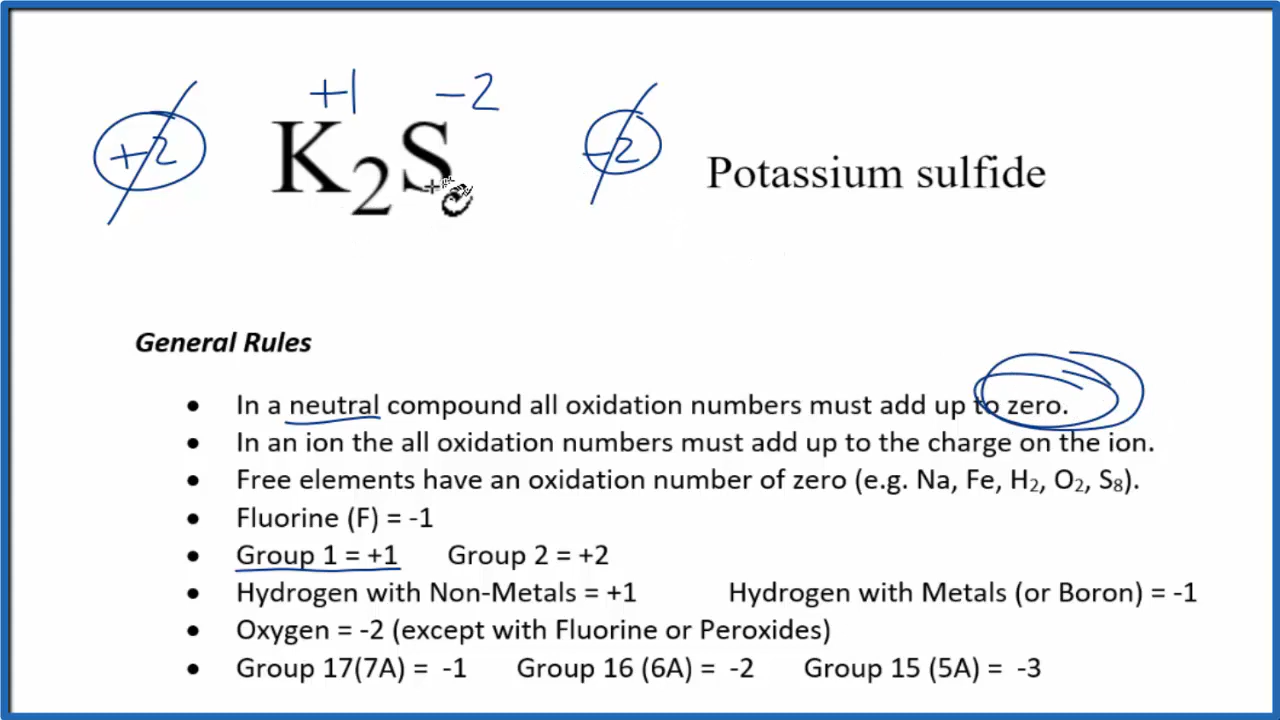 +1 -2
+2 K₂S -2 Potassium sulfide
General Rules
• In a neutral compound all oxidation numbers must add up to zero.
• In an ion the all oxidation numbers must add up to the charge on the ion.
• Free elements have an oxidation number of zero (e.g. Na, Fe, H₂, O₂, S₈).
• Fluorine (F) = -1
• Group 1 = +1 Group 2 = +2
• Hydrogen with Non-Metals = +1 Hydrogen with Metals (or Boron) = -1
• Oxygen = -2 (except with Fluorine or Peroxides)
• Group 17(7A) = -1 Group 16 (6A) = -2 Group 15 (5A) = -3